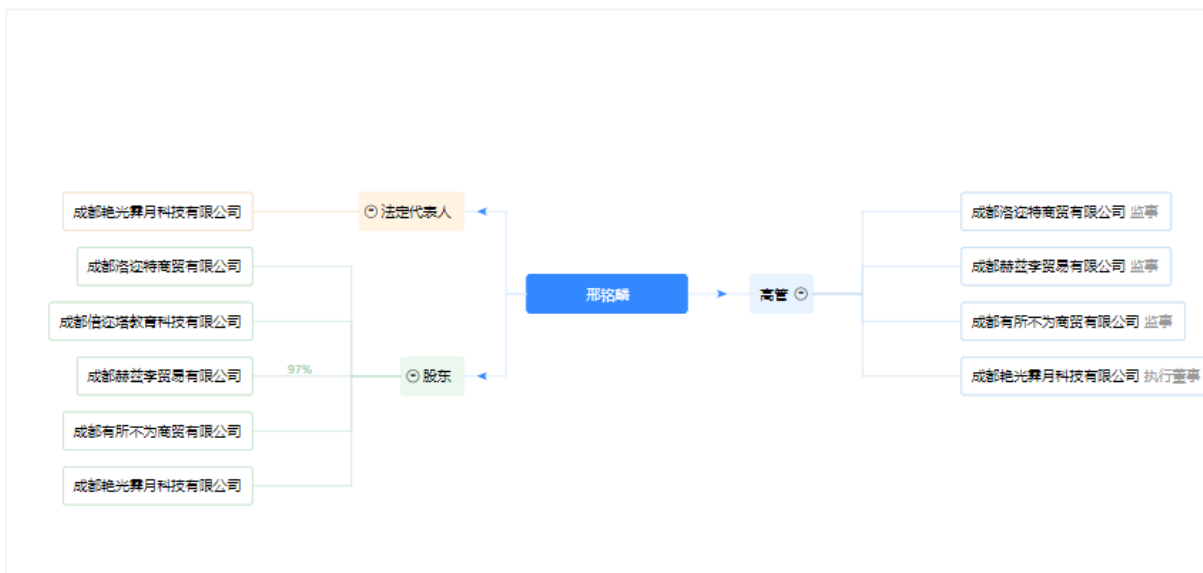 成都艳光霁月科技有限公司
法定代表人
成都洛迩特商贸有限公司
成都倍迩塔教育科技有限公司
成都赫兹李贸易有限公司
97%
股东
成都有所不为商贸有限公司
成都艳光霁月科技有限公司
邢铭麟
高管
成都洛迩特商贸有限公司 监事
成都赫兹李贸易有限公司 监事
成都有所不为商贸有限公司 监事
成都艳光霁月科技有限公司 执行董事